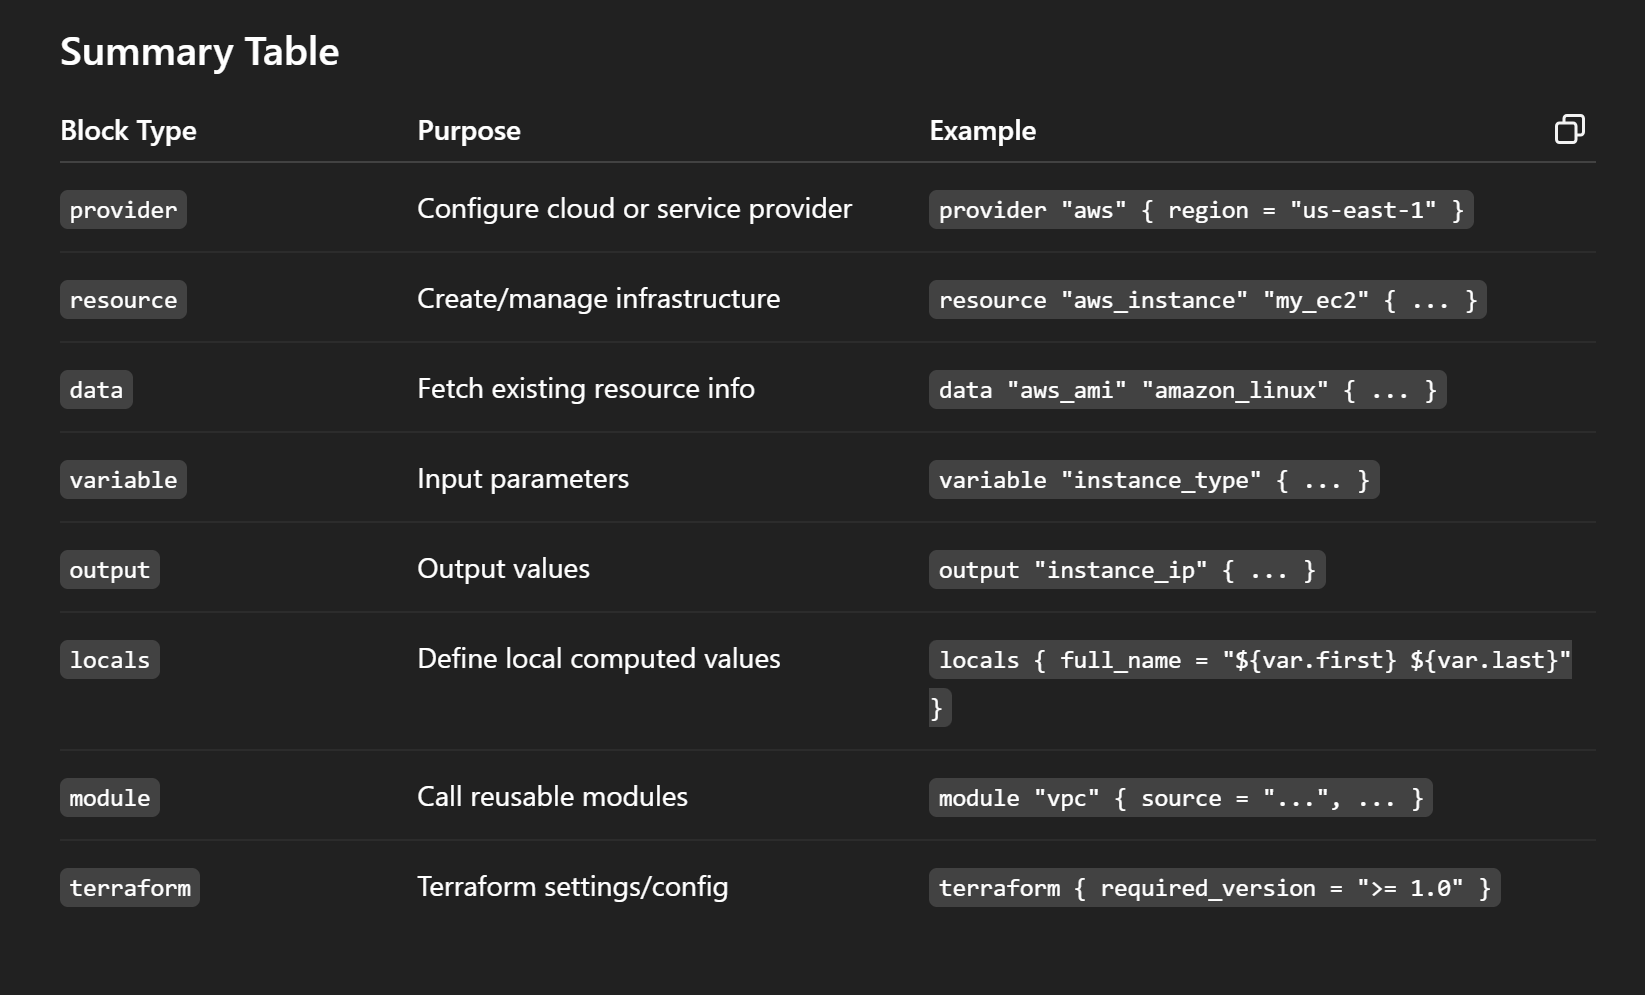 Summary Table
Block Type Purpose Example
provider Configure cloud or service provider provider "aws" { region = "us-east-1" }
resource Create/manage infrastructure resource "aws_instance" "my_ec2" { ... }
data Fetch existing resource info data "aws_ami" "amazon_linux" { ... }
variable Input parameters variable "instance_type" { ... }
output Output values output "instance_ip" { ... }
locals Define local computed values locals { full_name = "${var.first} ${var.last}"
}
module Call reusable modules module "vpc" { source = "...", ... }
terraform Terraform settings/config terraform { required_version = ">= 1.0" }